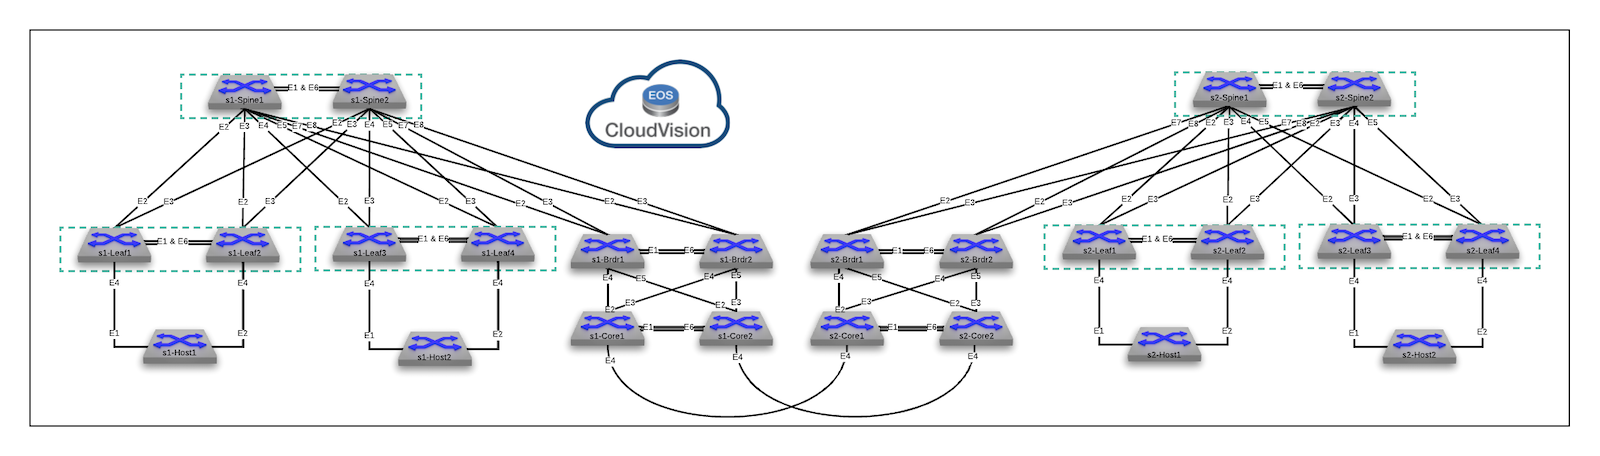 EOS
CloudVision
s1-Spine1
E1 & E6
s1-Spine2
s2-Spine1
E1 & E6
s2-Spine2
E2
E3
E4
E5
E7
E8
E2
E3
E4
E5
E7
E8
E7
E8
E2
E3
E4
E5
E7
E8
E2
E3
E4
E5
E2
E3
E2
E3
E2
E3
E2
E3
E2
E3
E2
E3
E2
E3
E2
E3
E2
E3
E2
E3
E2
E3
E2
E3
s1-Leaf1
E1 & E6
s1-Leaf2
s1-Leaf3
E1 & E6
s1-Leaf4
s1-Brdr1
E1
E6
s1-Brdr2
s2-Brdr1
E1
E6
s2-Brdr2
s2-Leaf1
E1 & E6
s2-Leaf2
s2-Leaf3
E1 & E6
s2-Leaf4
E4
E4
E4
E4
E4
E5
E4
E5
E4
E5
E4
E5
E4
E4
E4
E4
E2
E3
E2
E3
E2
E3
E2
E3
s1-Core1
E1
E6
s1-Core2
s2-Core1
E1
E6
s2-Core2
E1
E2
E1
E2
E1
E2
E1
E2
s1-Host1
s1-Host2
s2-Host1
s2-Host2
E4
E4
E4
E4